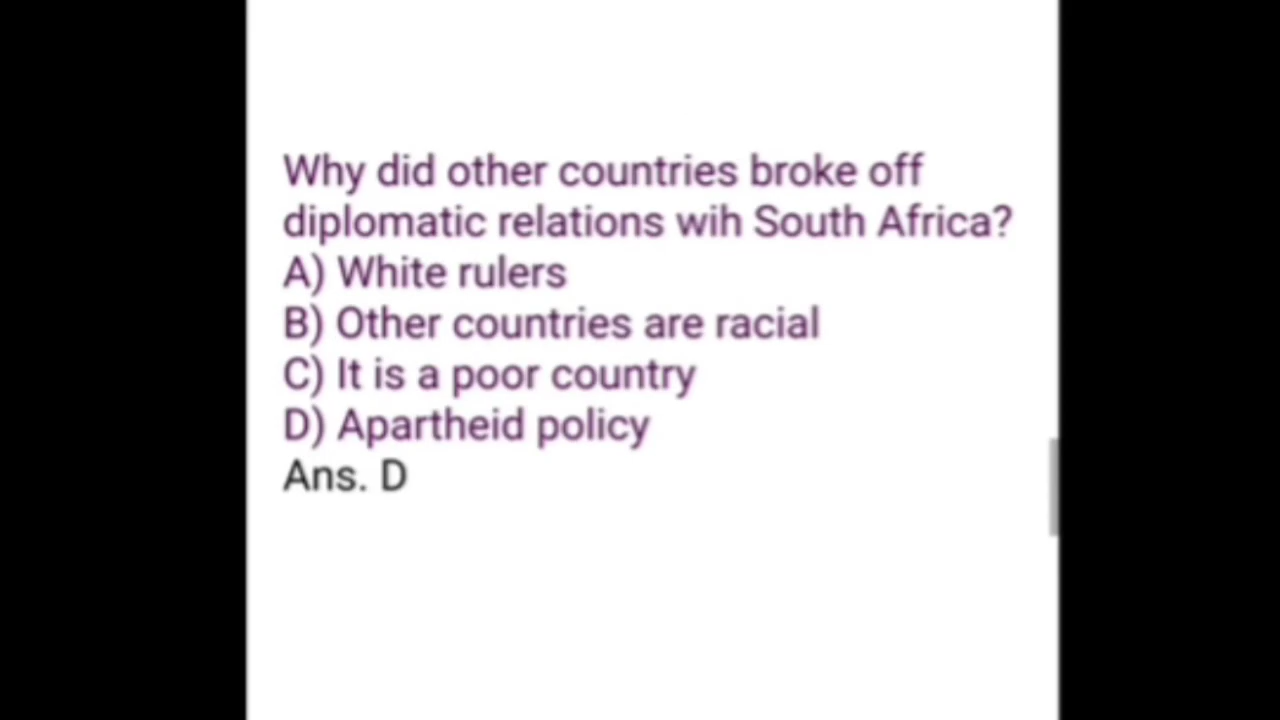 Why did other countries broke off
diplomatic relations wih South Africa?
A) White rulers
B) Other countries are racial
C) It is a poor country
D) Apartheid policy
Ans. D